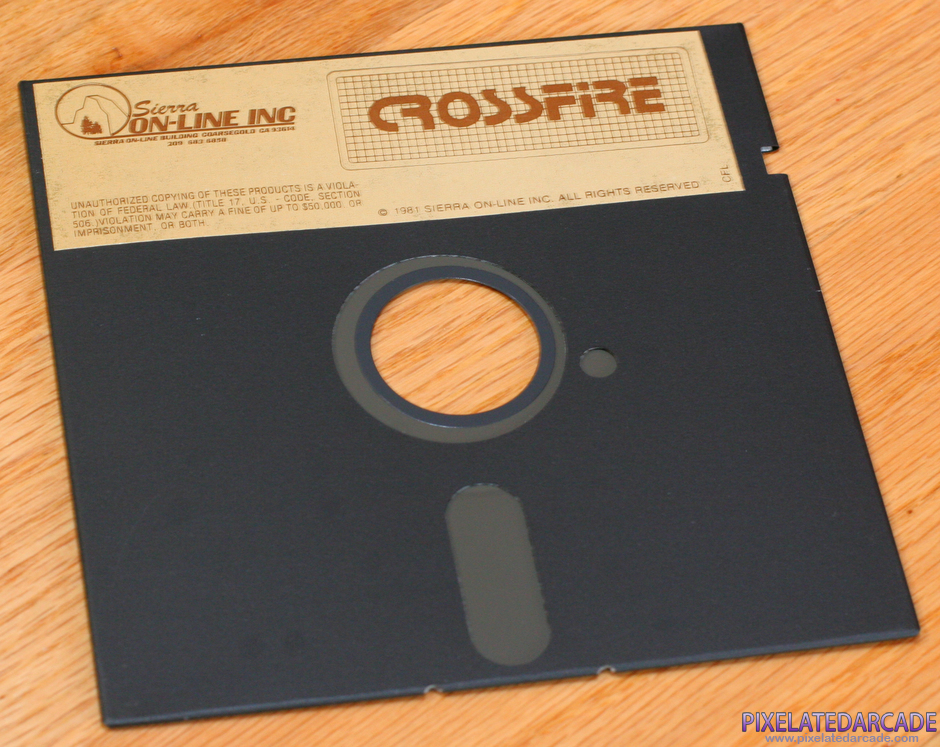 Sierra
ON-LINE INC
SIERRA ON-LINE BUILDING COARSEGOLD CA 93614
209 683 6858
CROSSFIRE
UNAUTHORIZED COPYING OF THESE PRODUCTS IS A VIOLA-
TION OF FEDERAL LAW. (TITLE 17, U.S. - CODE, SECTION
506.) VIOLATION MAY CARRY A FINE OF UP TO $50,000. OR
IMPRISONMENT, OR BOTH.
© 1981 SIERRA ON-LINE INC. ALL RIGHTS RESERVED
CFL
PIXELATEDARCADE
www.pixelatedarcade.com